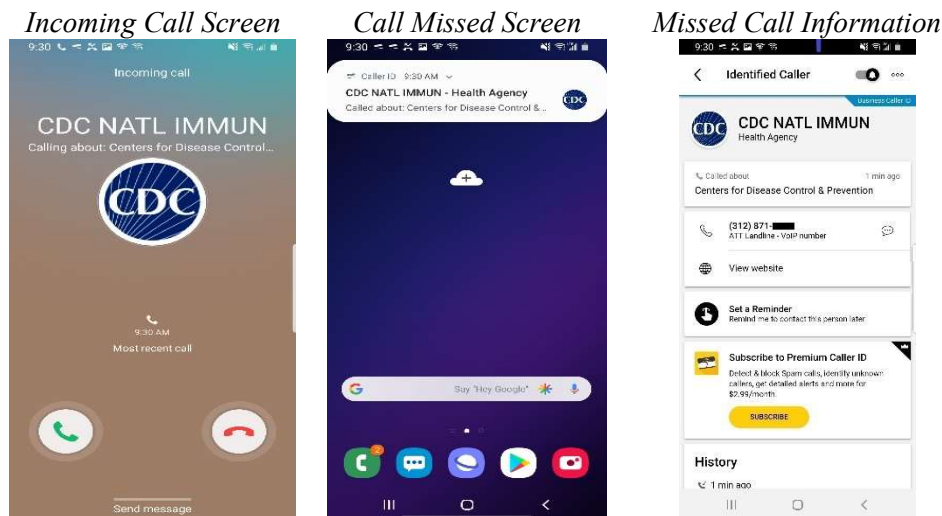 Incoming Call Screen
Call Missed Screen
Missed Call Information
9:30
Incoming call
CDC NATL IMMUN
Calling about: Centers for Disease Control...
CDC
9:30 AM
Most recent call
Send message
9:30
Caller ID 9:30 AM
CDC NATL IMMUN - Health Agency
Called about: Centers for Disease Control &...
CDC
G
Say "Hey Google"
2
9:30
Identified Caller
Business Caller ID
CDC
CDC NATL IMMUN
Health Agency
Called about
1 min ago
Centers for Disease Control & Prevention
(312) 871-
ATT Landline - VoIP number
View website
Set a Reminder
Remind me to contact this person later
Subscribe to Premium Caller ID
Detect & block Spam calls, identify unknown
callers, get detailed alerts and more for
$2.99/month.
SUBSCRIBE
History
1 min ago